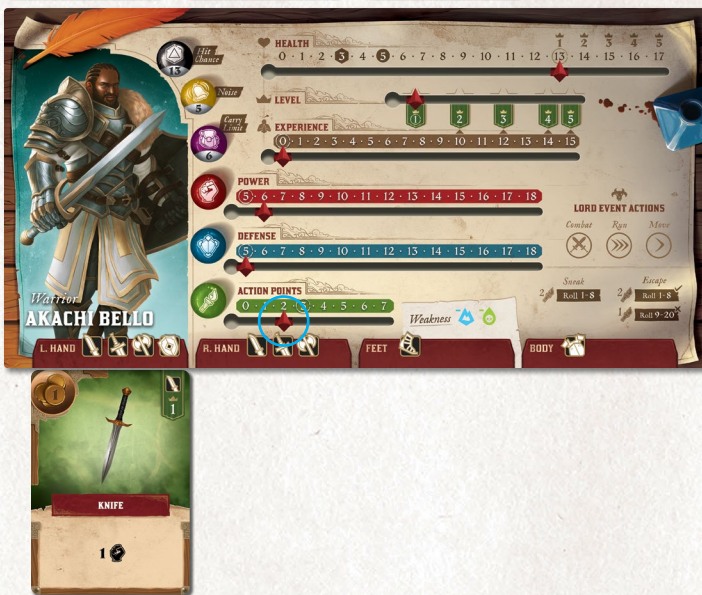 Hit
Chance
13
Noise
5
Carry
Limit
6
HEALTH
1 2 3 4 5
0 · 1 · 2 · 3 · 4 · 5 · 6 · 7 · 8 · 9 · 10 · 11 · 12 · 13 · 14 · 15 · 16 · 17
LEVEL
1 2 3 4 5
EXPERIENCE
0 · 1 · 2 · 3 · 4 · 5 · 6 · 7 · 8 · 9 · 10 · 11 · 12 · 13 · 14 · 15
POWER
5 · 6 · 7 · 8 · 9 · 10 · 11 · 12 · 13 · 14 · 15 · 16 · 17 · 18
LORD EVENT ACTIONS
Combat Run Move
DEFENSE
5 · 6 · 7 · 8 · 9 · 10 · 11 · 12 · 13 · 14 · 15 · 16 · 17 · 18
Sneak
2 Roll 1-8
Escape
2 Roll 1-8
1 Roll 9-20
ACTION POINTS
0 · 1 · 2 · 3 · 4 · 5 · 6 · 7
Weakness
Warrior
AKACHI BELLO
L. HAND
R. HAND
FEET
BODY
1
1
KNIFE
1